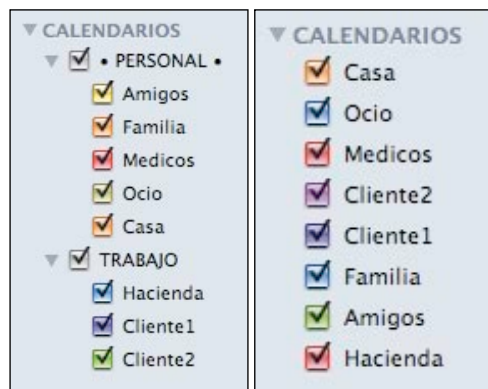 CALENDARIOS
• PERSONAL •
Amigos
Familia
Medicos
Ocio
Casa
TRABAJO
Hacienda
Cliente1
Cliente2
CALENDARIOS
Casa
Ocio
Medicos
Cliente2
Cliente1
Familia
Amigos
Hacienda